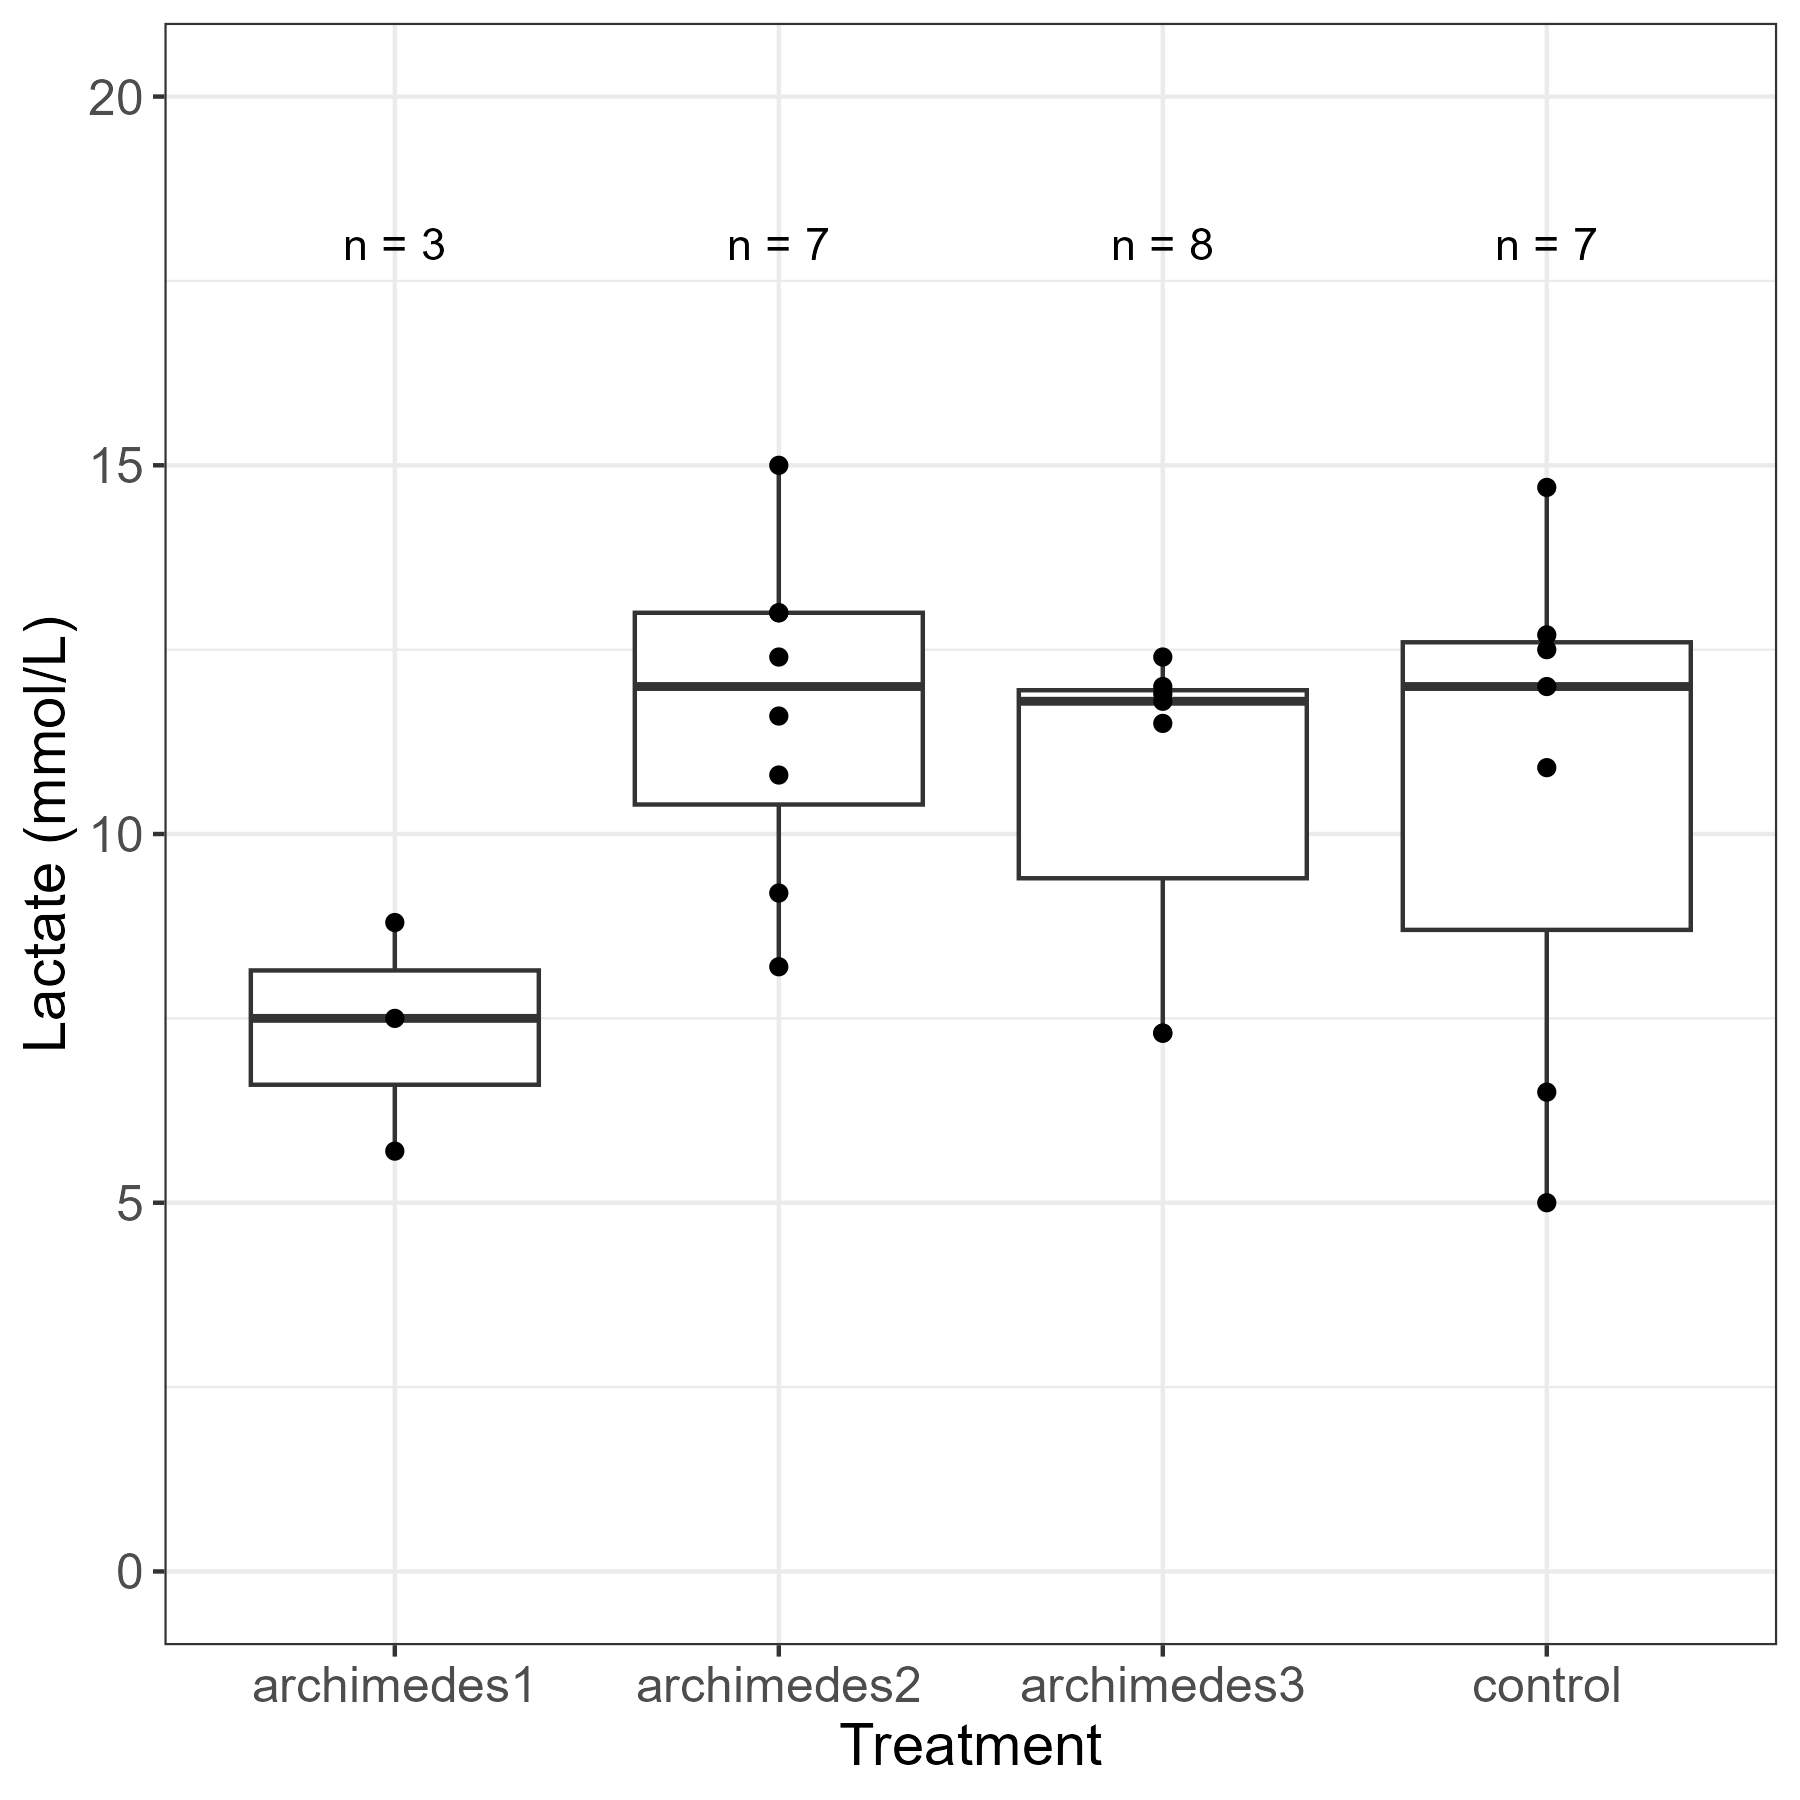 20
n = 3 n = 7 n = 8 n = 7
15
Lactate (mmol/L)
10
5
0
archimedes1 archimedes2 archimedes3 control
Treatment